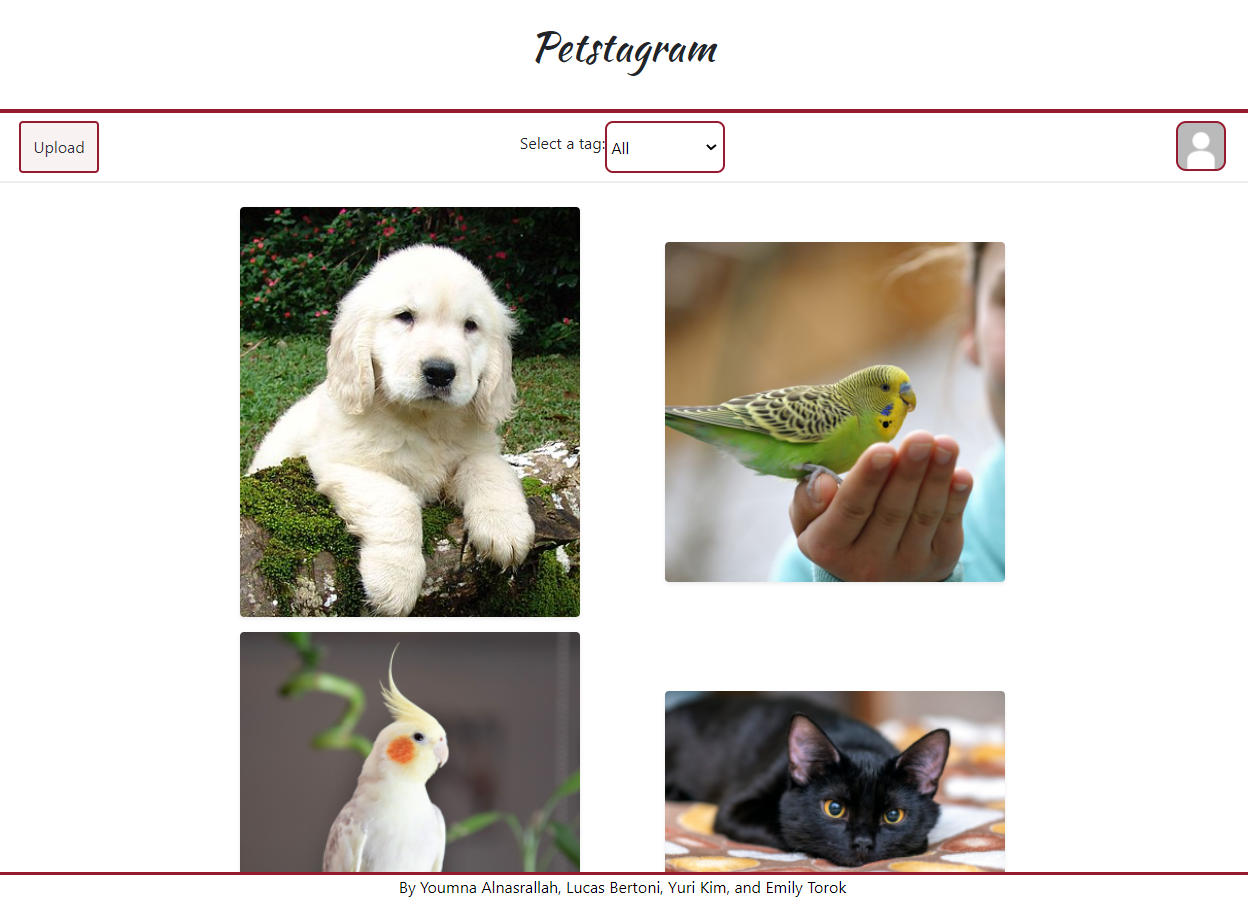 Petstagram
Upload
Select a tag: All
By Youmna Alnasrallah, Lucas Bertoni, Yuri Kim, and Emily Torok